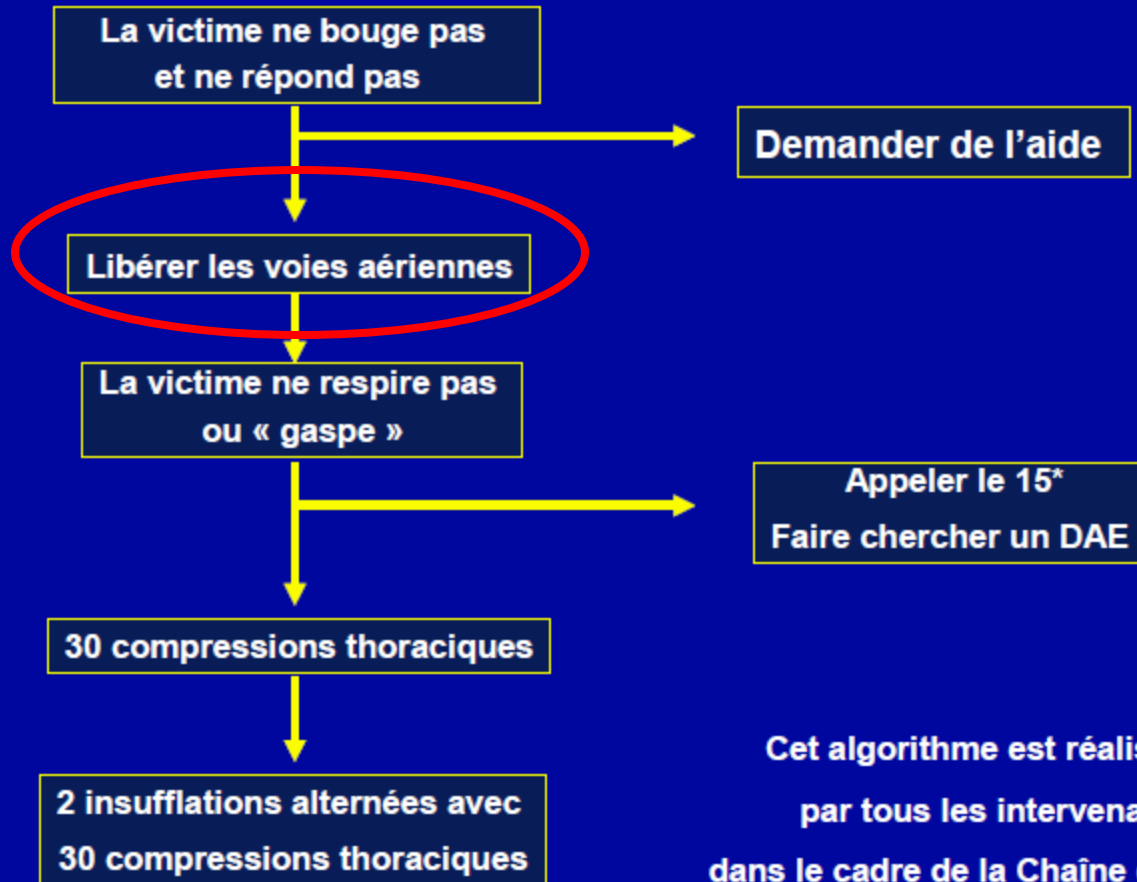 La victime ne bouge pas
et ne répond pas
Demander de l’aide
Libérer les voies aériennes
La victime ne respire pas
ou « gaspe »
Appeler le 15*
Faire chercher un DAE
30 compressions thoraciques
2 insufflations alternées avec
30 compressions thoraciques
Cet algorithme est
par tous les
dans le cadre de la Chaîne